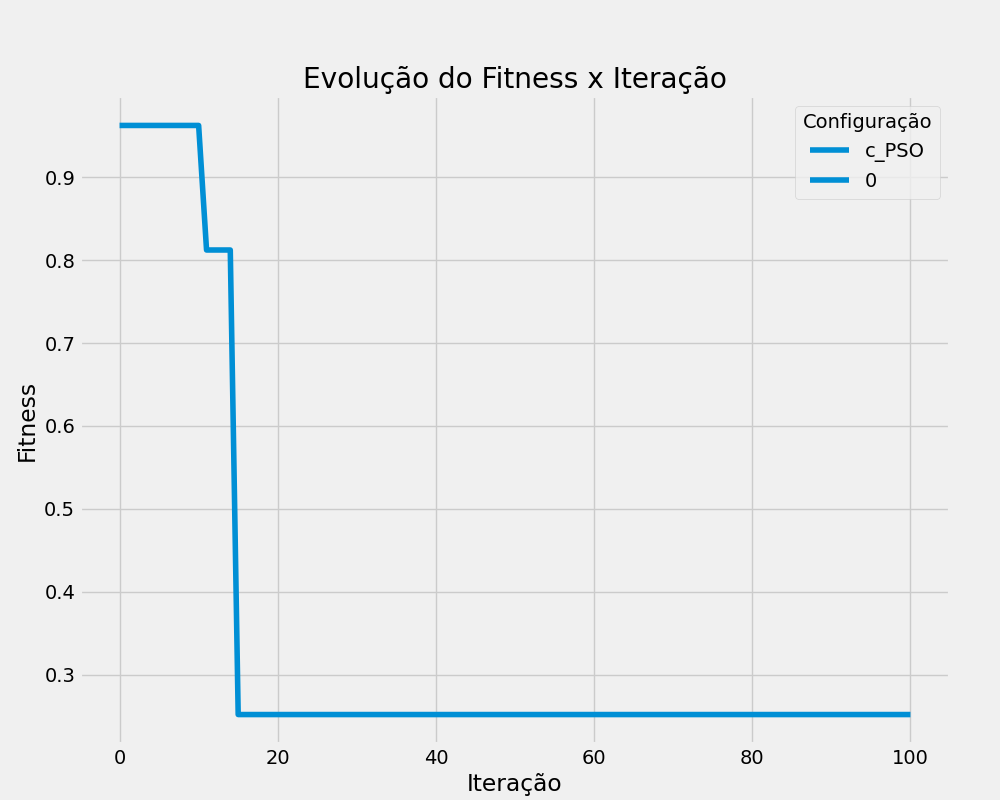 Evolução do Fitness x Iteração
Configuração
c_PSO
0
Fitness
0.9
0.8
0.7
0.6
0.5
0.4
0.3
0 20 40 60 80 100
Iteração